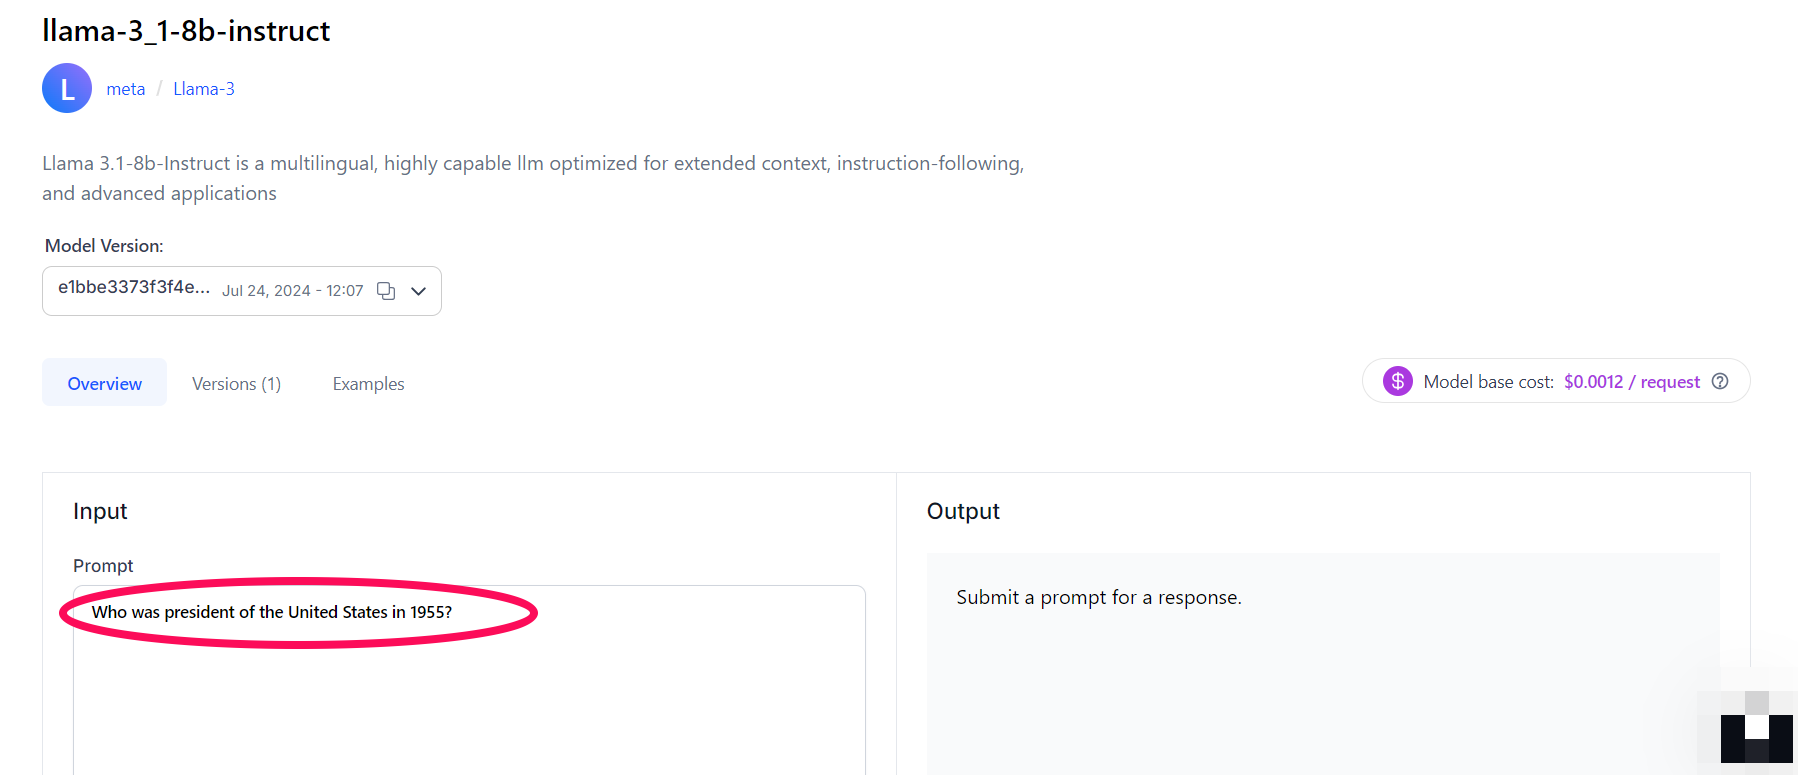 llama-3_1-8b-instruct
L
meta / Llama-3
Llama 3.1-8b-Instruct is a multilingual, highly capable llm optimized for extended context, instruction-following,
and advanced applications
Model Version:
e1bbe3373f3f4e... Jul 24, 2024 - 12:07
Overview Versions (1) Examples
$ Model base cost: $0.0012 / request ?
Input
Prompt
Who was president of the United States in 1955?
Output
Submit a prompt for a response.